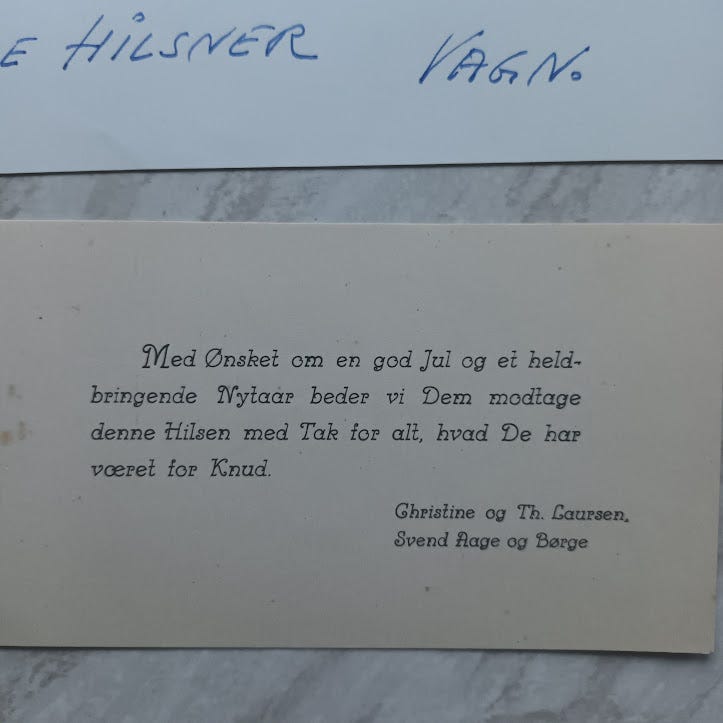 E HILSNER VAGN.
Med Ønsket om en god Jul og et held-
bringende Nytaar beder vi Dem modtage
denne Hilsen med Tak for alt, hvad De har
været for Knud.
Christine og Th. Laursen,
Svend Aage og Børge